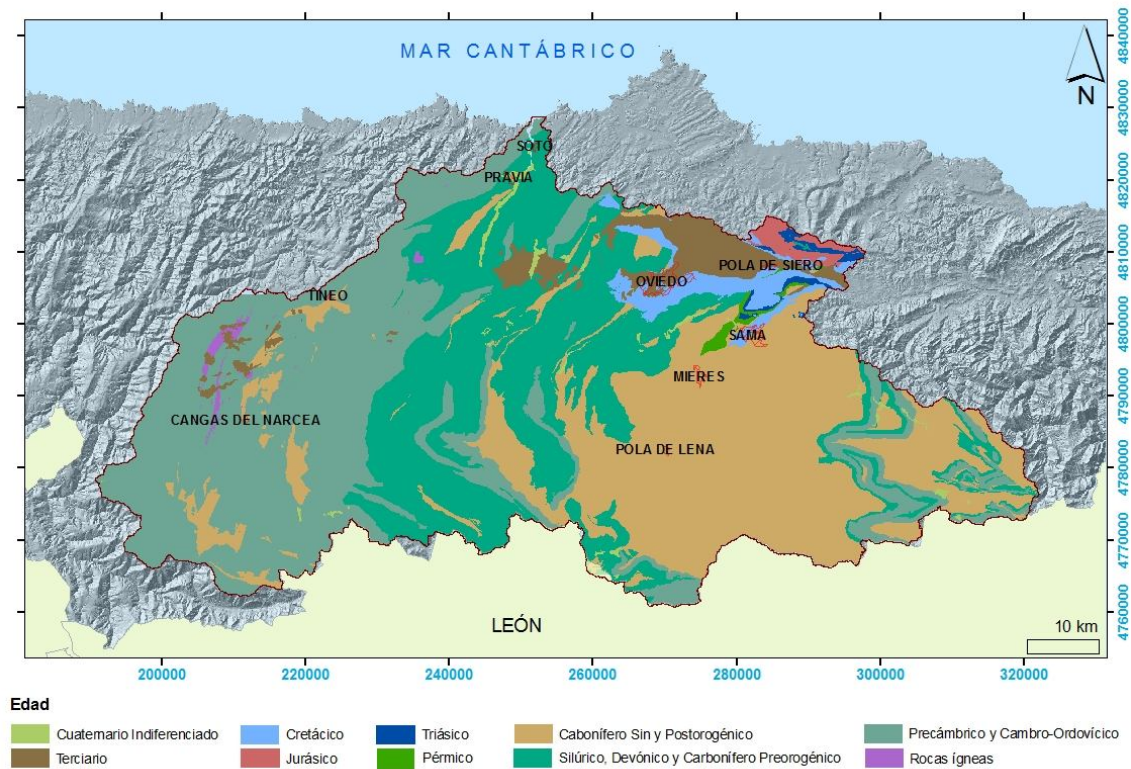 MAR CANTÁBRICO
N
4840000
4830000
4820000
4810000
4800000
4790000
4780000
4770000
4760000
SOTO
PRAVIA
POLA DE SIERO
OVIEDO
TINEO
SAMA
MIERES
CANGAS DEL NARCEA
POLA DE LENA
LEÓN
10 km
200000 220000 240000 260000 280000 300000 320000
Edad
Cuaternario Indiferenciado Cretácico Triásico Cabonífero Sin y Postorogénico Precámbrico y Cambro-Ordovícico
Terciario Jurásico Pérmico Silúrico, Devónico y Carbonífero Preorogénico Rocas ígneas